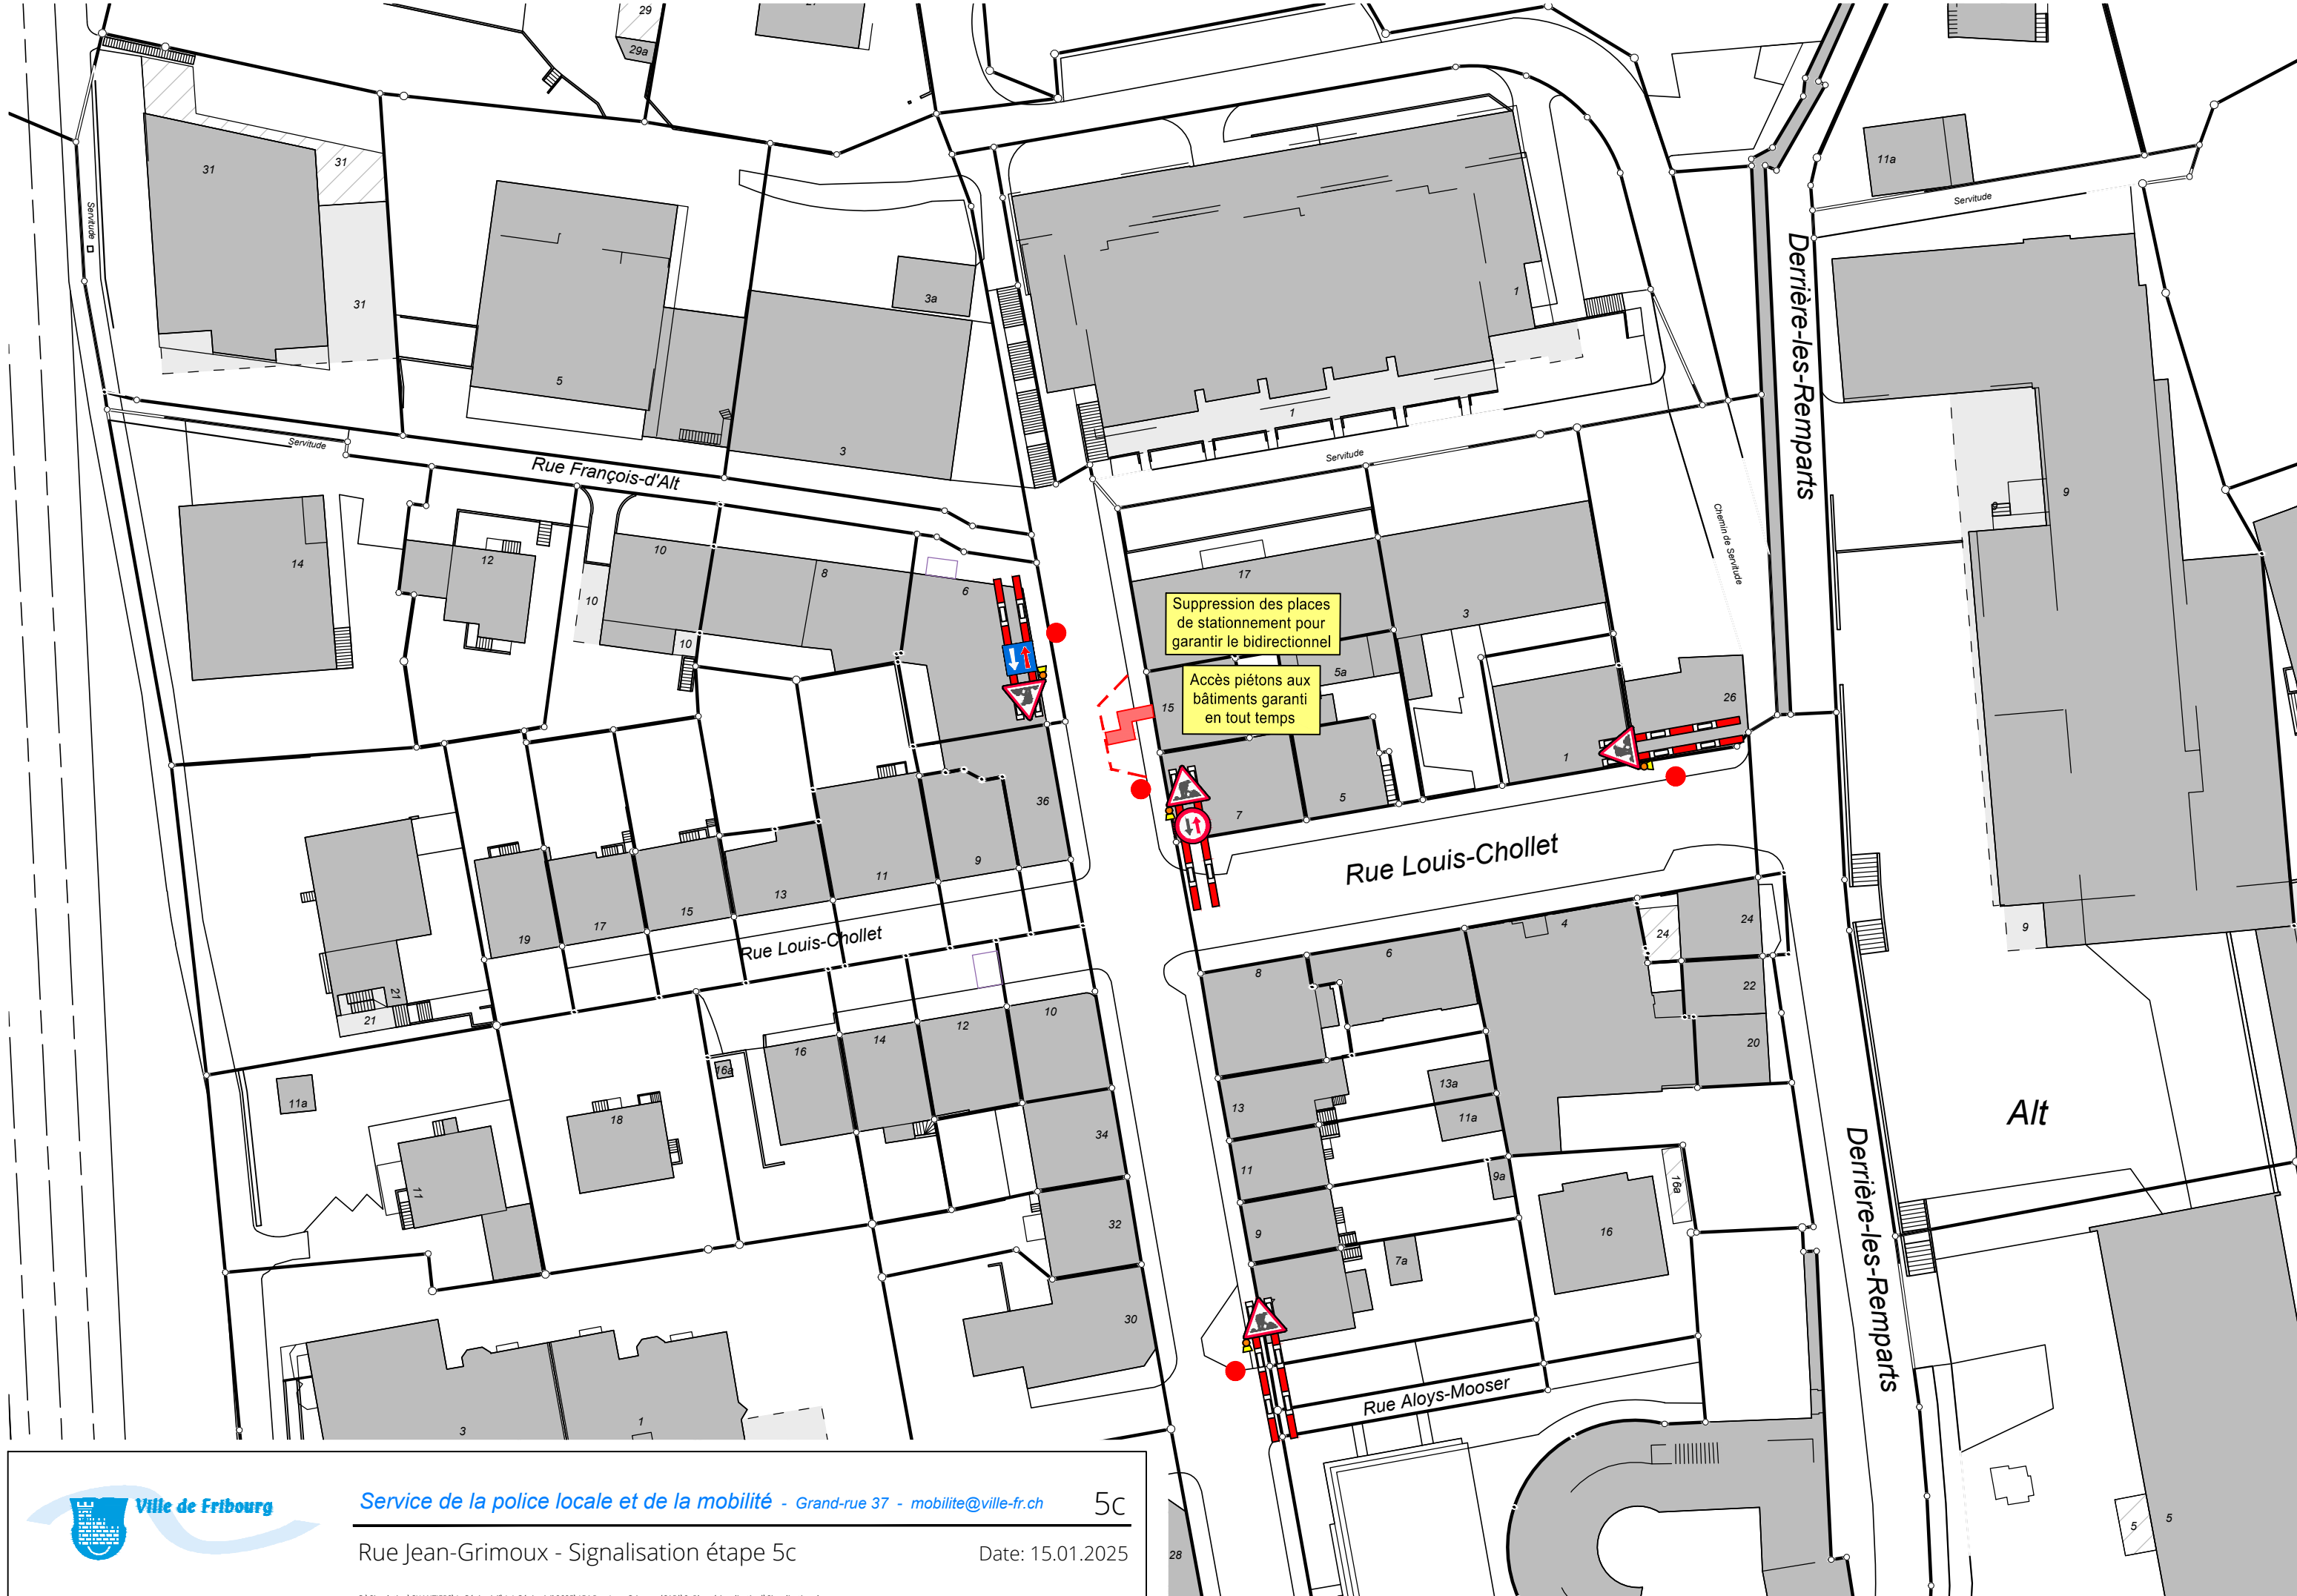 29
29a
31
31
31
Servitude
5
3a
3
1
1
11a
Servitude
Derrière-les-Remparts
9
9
Servitude
Rue François-d'Alt
Servitude
Chemin de Servitude
14
12
10
10
10
8
6
17
3
Suppression des places
de stationnement pour
garantir le bidirectionnel
5a
Accès piétons aux
bâtiments garanti
en tout temps
15
26
1
7
5
36
9
11
13
15
17
19
Rue Louis-Chollet
Rue Louis-Chollet
21
21
8
6
4
24
24
22
20
9
16
14
12
10
16a
11a
18
11
34
32
30
13
11
9
13a
11a
9a
7a
16
16a
Alt
Derrière-les-Remparts
Rue Aloys-Mooser
3
1
28
5
5
Ville de Fribourg
Service de la police locale et de la mobilité - Grand-rue 37 - mobilite@ville-fr.ch
5c
Rue Jean-Grimoux - Signalisation étape 5c
Date: 15.01.2025